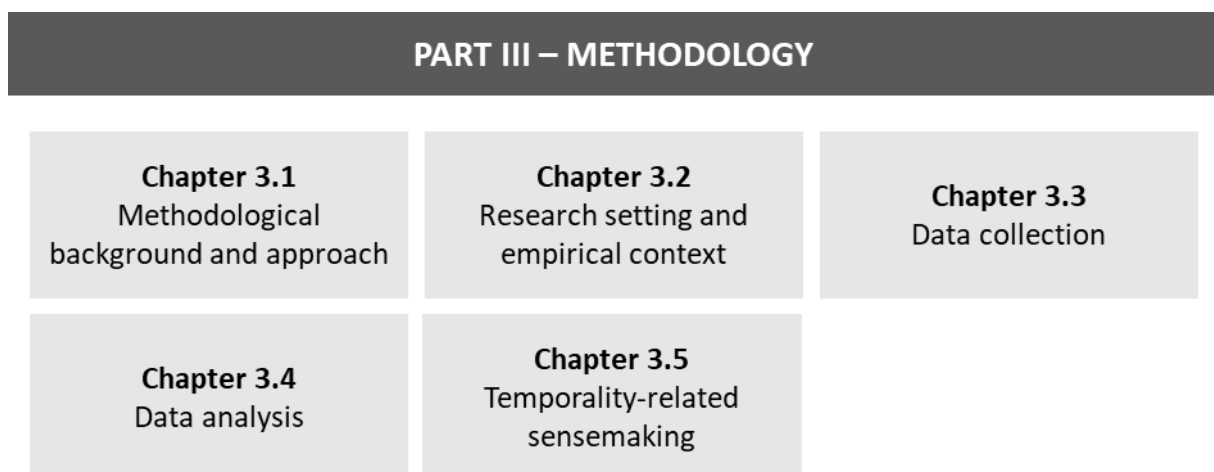 PART III – METHODOLOGY
Chapter 3.1
Methodological
background and approach
Chapter 3.2
Research setting and
empirical context
Chapter 3.3
Data collection
Chapter 3.4
Data analysis
Chapter 3.5
Temporality-related
sensemaking